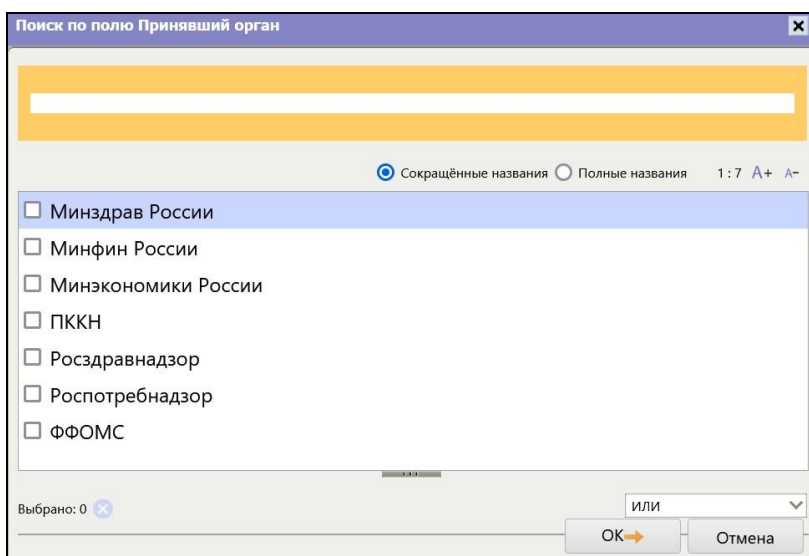 Поиск по полю Принявший орган
Сокращённые названия Полные названия 1 : 7 А+ А-
Минздрав России
Минфин России
Минэкономики России
ПККН
Росздравнадзор
Роспотребнадзор
ФФОМС
Выбрано: 0 ИЛИ
ОК Отмена